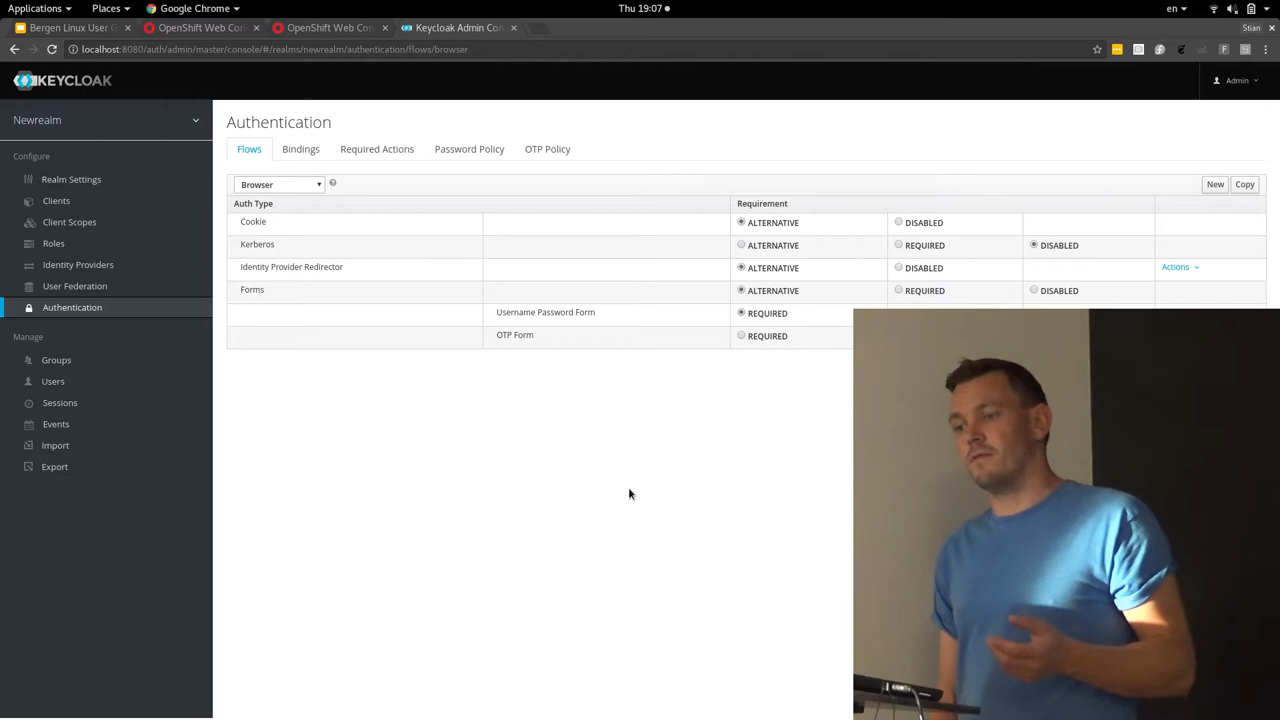 Applications Places Google Chrome Thu 19:07 en
Bergen Linux User G OpenShift Web Con OpenShift Web Con Keycloak Admin Con Stian
localhost:8080/auth/admin/master/console/#/realms/newrealm/authentication/flows/browser
KEYCLOAK Admin
Newrealm
Configure
Realm Settings
Clients
Client Scopes
Roles
Identity Providers
User Federation
Authentication
Manage
Groups
Users
Sessions
Events
Import
Export
Authentication
Flows Bindings Required Actions Password Policy OTP Policy
Browser New Copy
Auth Type Requirement
Cookie ALTERNATIVE DISABLED
Kerberos ALTERNATIVE REQUIRED DISABLED
Identity Provider Redirector ALTERNATIVE DISABLED Actions
Forms ALTERNATIVE REQUIRED DISABLED
Username Password Form REQUIRED
OTP Form REQUIRED